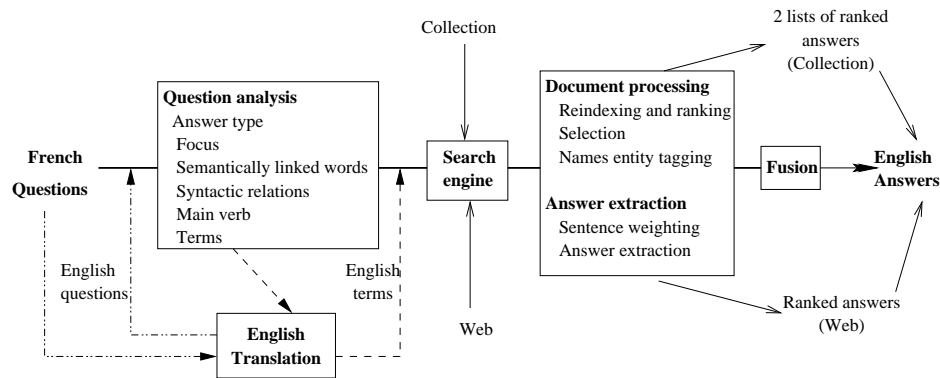 Collection
2 lists of ranked
answers
(Collection)
Question analysis
Answer type
Focus
Semantically linked words
Syntactic relations
Main verb
Terms
Document processing
Reindexing and ranking
Selection
Names entity tagging
Answer extraction
Sentence weighting
Answer extraction
French
Questions
Search
engine
Fusion
English
Answers
English
questions
English
terms
English
Translation
Web
Ranked answers
(Web)